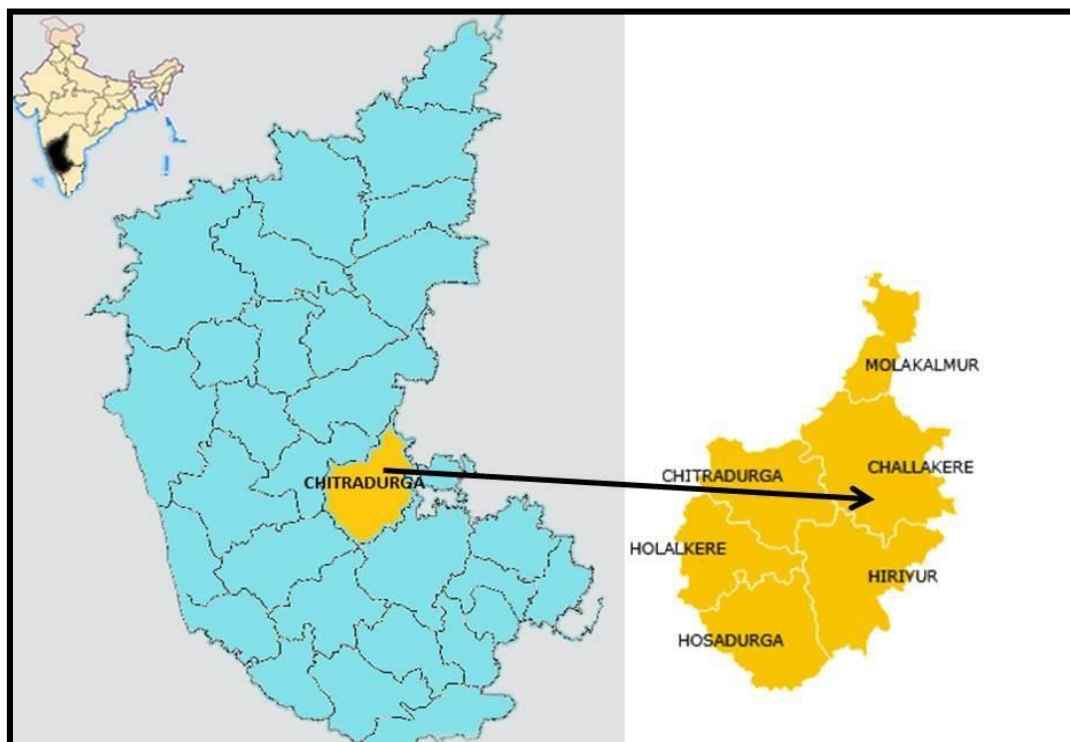 CHITRADURGA
MOLAKALMUR
CHALLAKERE
CHITRADURGA
HOLALKERE
HIRIYUR
HOSADURGA